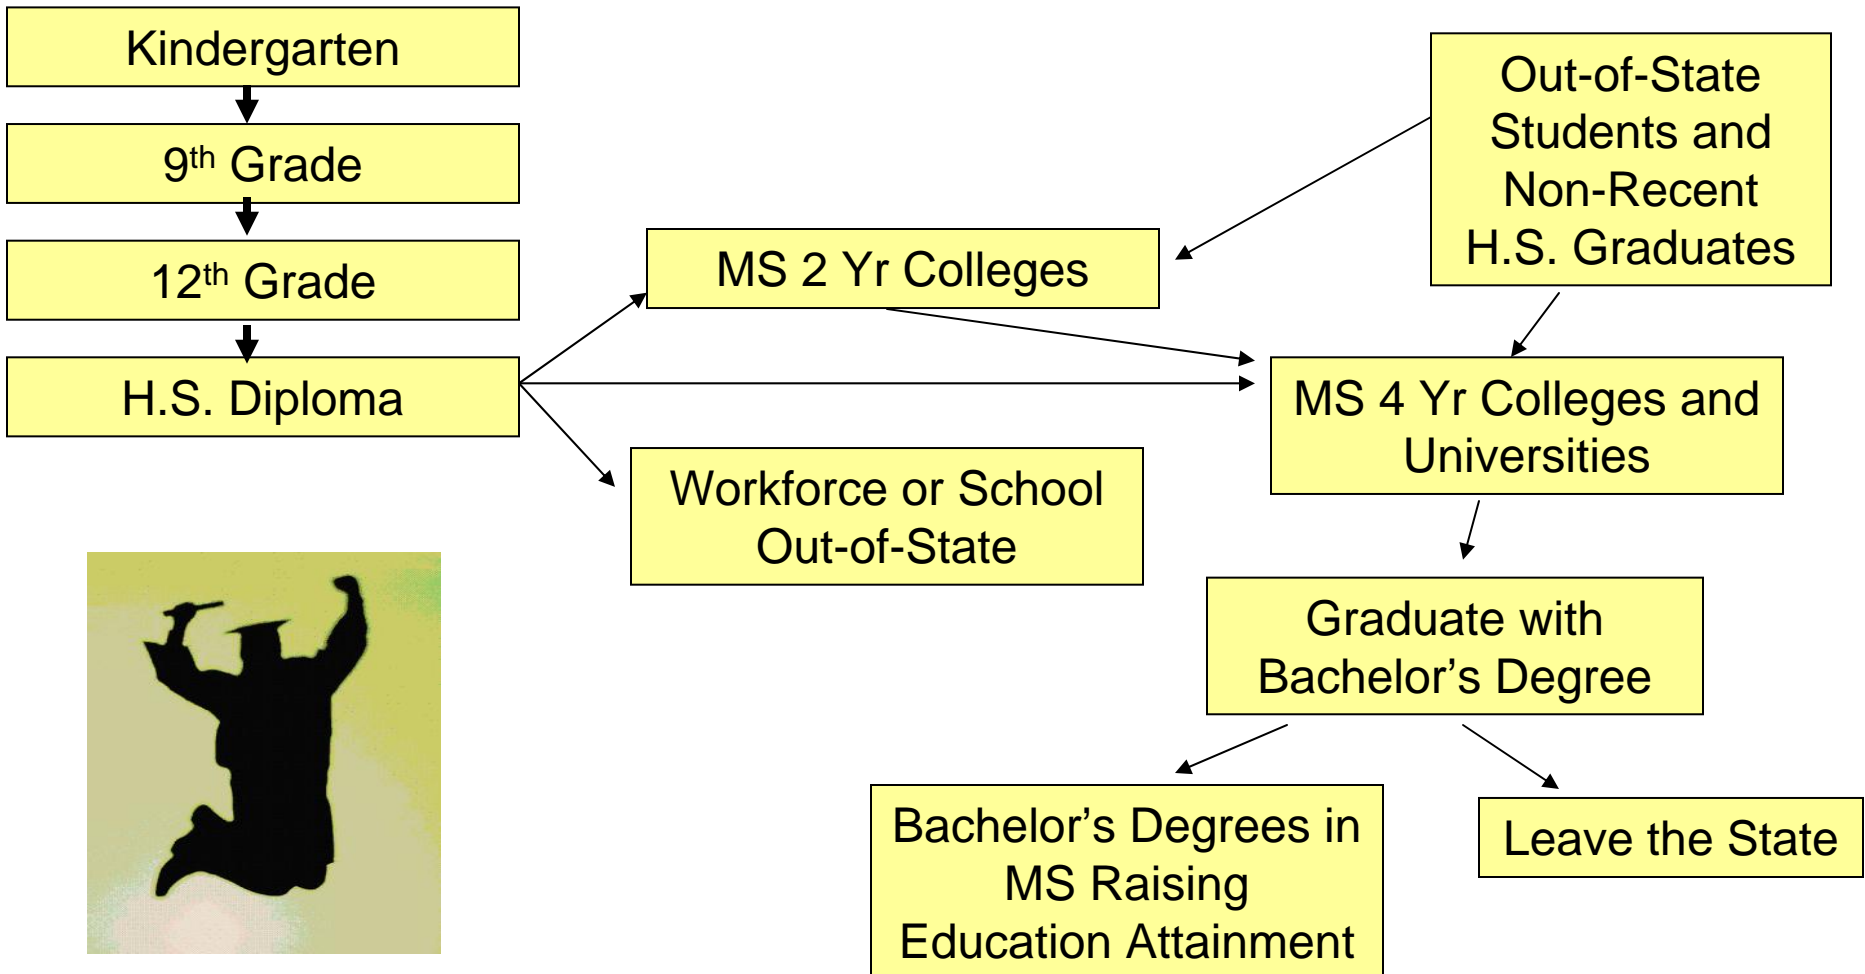 Kindergarten
9th Grade
12th Grade
H.S. Diploma
MS 2 Yr Colleges
Workforce or School
Out-of-State
Out-of-State
Students and
Non-Recent
H.S. Graduates
MS 4 Yr Colleges and
Universities
Graduate with
Bachelor’s Degree
Bachelor’s Degrees in
MS Raising
Education Attainment
Leave the State